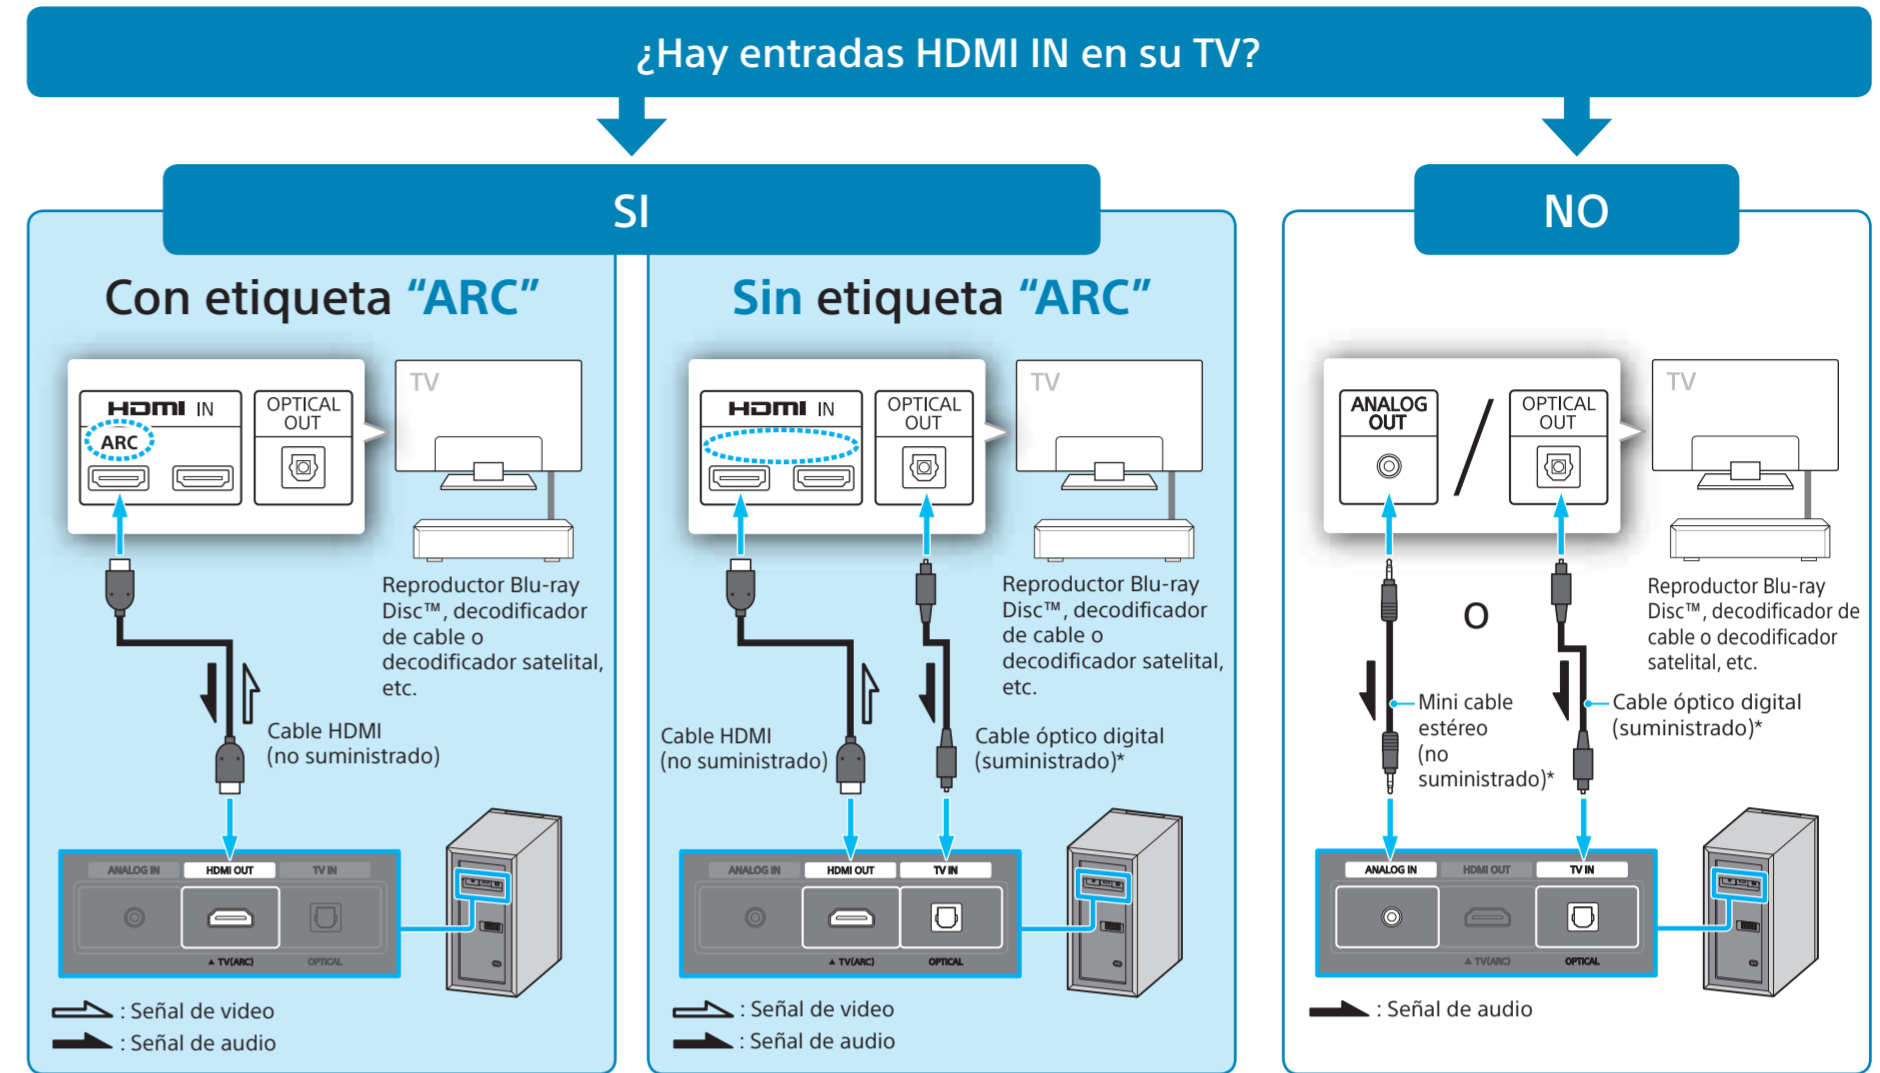 ¿Hay entradas HDMI IN en su TV?
SI
Con etiqueta “ARC”
HDMI IN
ARC
OPTICAL
OUT
TV
Reproductor Blu-ray
Disc™, decodificador
de cable o
decodificador satelital,
etc.
Cable HDMI
(no suministrado)
ANALOG IN
HDMI OUT
TV IN
▲ TV(ARC)
OPTICAL
: Señal de video
: Señal de audio
Sin etiqueta “ARC”
HDMI IN
OPTICAL
OUT
TV
Reproductor Blu-ray
Disc™, decodificador
de cable o
decodificador satelital,
etc.
Cable HDMI
(no suministrado)
Cable óptico digital
(suministrado)*
ANALOG IN
HDMI OUT
TV IN
▲ TV(ARC)
OPTICAL
: Señal de video
: Señal de audio
NO
ANALOG
OUT
/
OPTICAL
OUT
TV
Reproductor Blu-ray
Disc™, decodificador de
cable o decodificador
satelital, etc.
O
Mini cable
estéreo
(no
suministrado)*
Cable óptico digital
(suministrado)*
ANALOG IN
HDMI OUT
TV IN
▲ TV(ARC)
OPTICAL
: Señal de audio